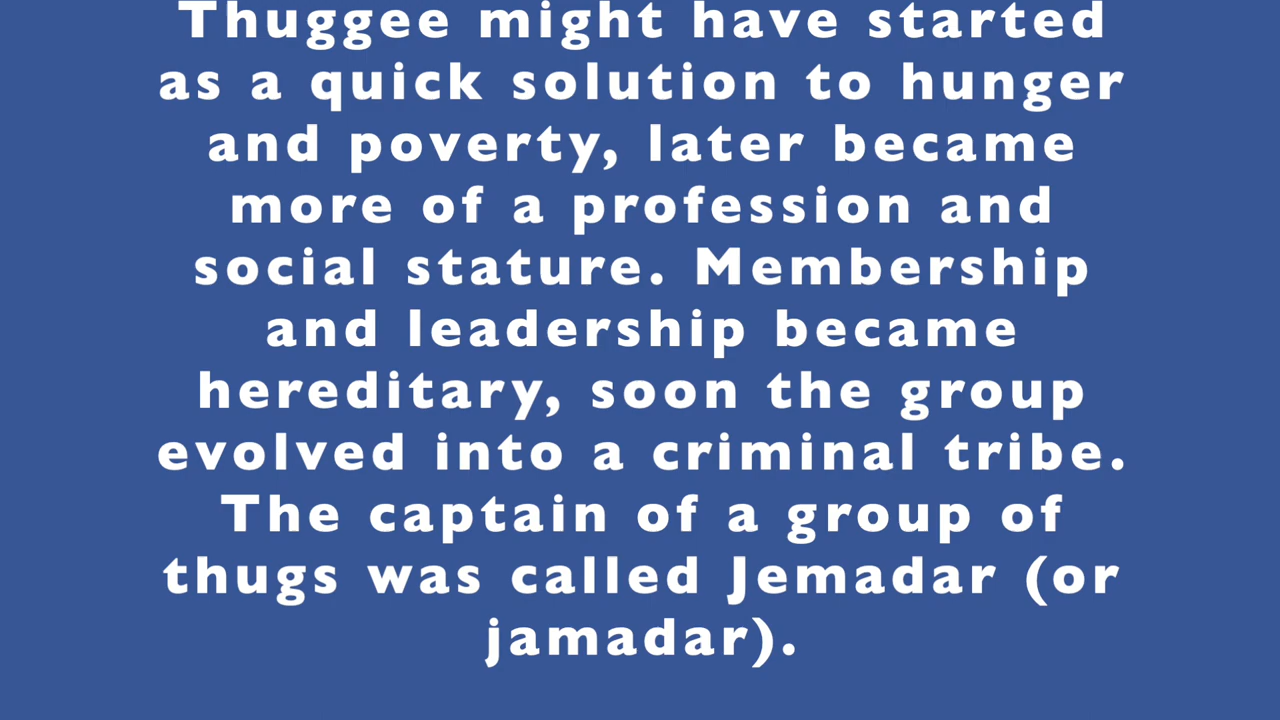 Thuggee might have started
as a quick solution to hunger
and poverty, later became
more of a profession and
social stature. Membership
and leadership became
hereditary, soon the group
evolved into a criminal tribe.
The captain of a group of
thugs was called Jemadar (or
jamadar).